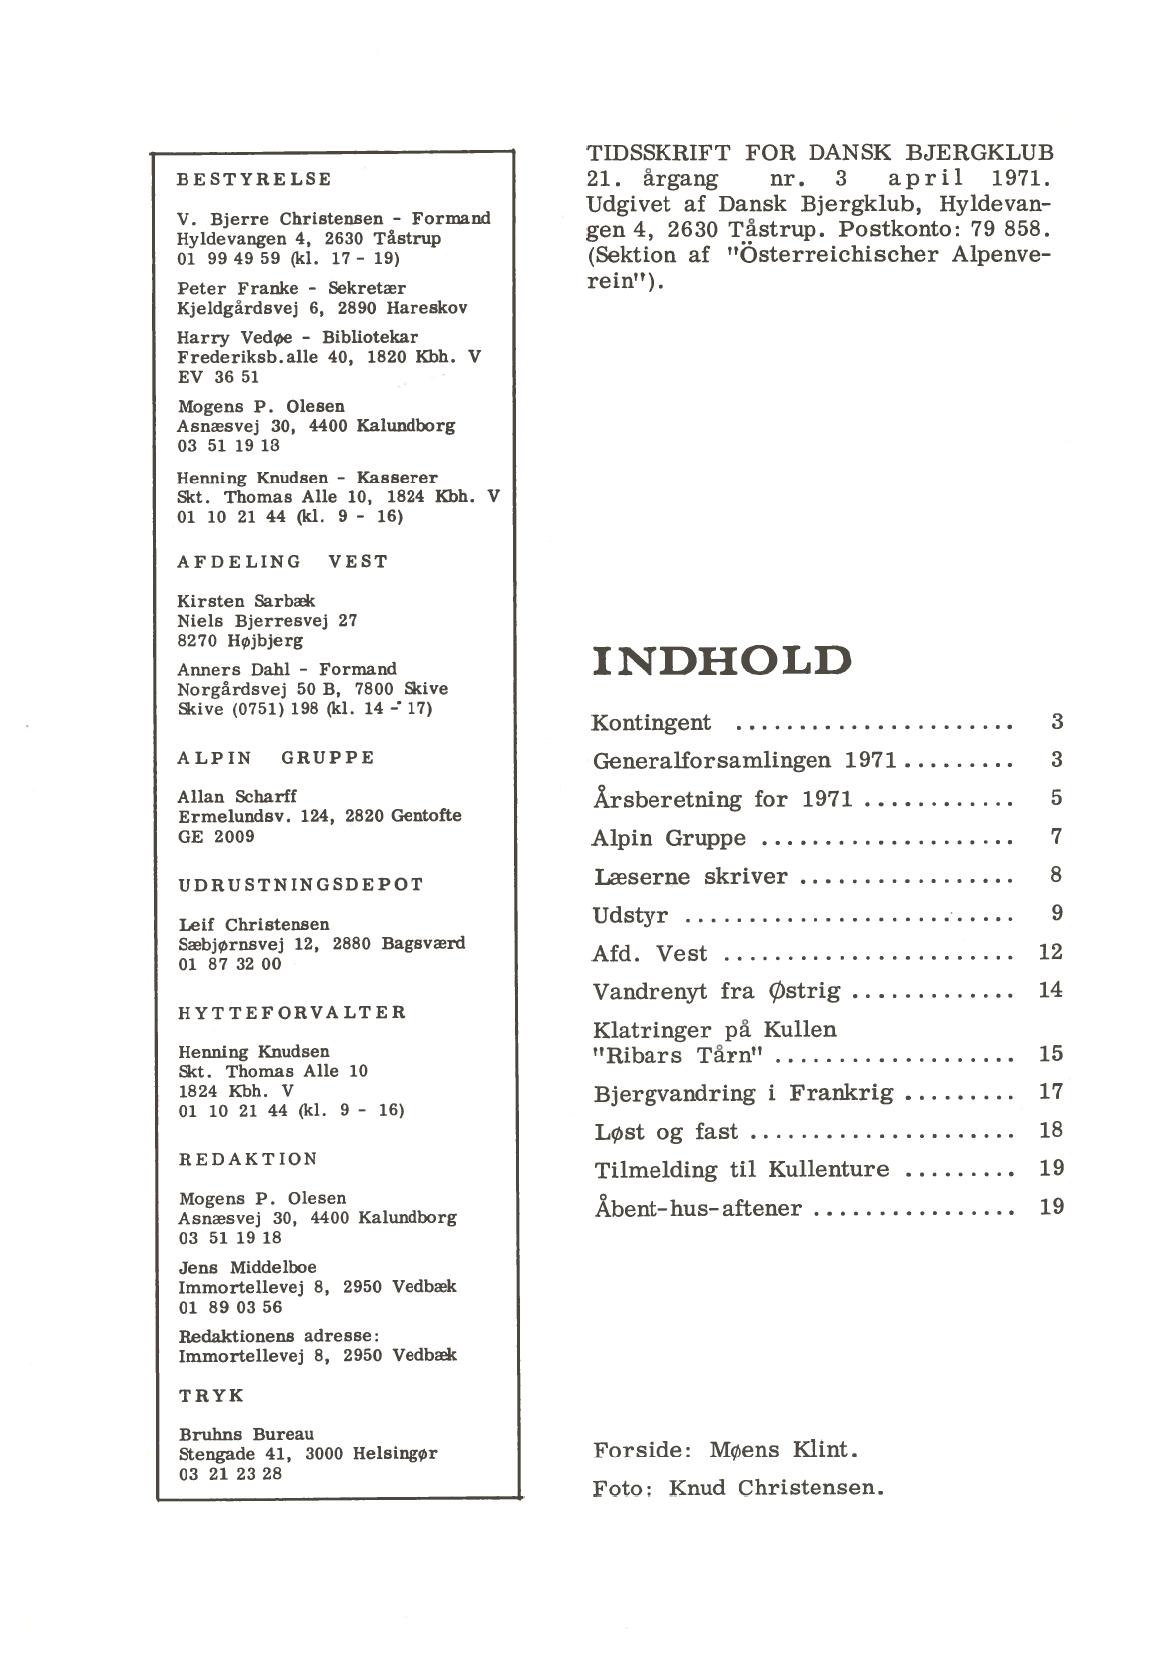 BESTYRELSE
V. Bjerre Christensen - Formand
Hyldevangen 4, 2630 Tåstrup
01 99 49 59 (kl. 17 - 19)
Peter Franke - Sekretær
Kjeldgårdsvej 6, 2890 Hareskov
Harry Vedøe - Bibliotekar
Frederiksb.alle 40, 1820 Kbh. V
EV 36 51
Mogens P. Olesen
Asnæsvej 30, 4400 Kalundborg
03 51 19 18
Henning Knudsen - Kasserer
Skt. Thomas Alle 10, 1824 Kbh. V
01 10 21 44 (kl. 9 - 16)
AFDELING VEST
Kirsten Sarbæk
Niels Bjerresvej 27
8270 Højbjerg
Anners Dahl - Formand
Norgårdsvej 50 B, 7800 Skive
Skive (0751) 198 (kl. 14 - 17)
ALPIN GRUPPE
Allan Scharff
Ermelundsv. 124, 2820 Gentofte
GE 2009
UDRUSTNINGSDEPOT
Leif Christensen
Sæbjørnsvej 12, 2880 Bagsværd
01 87 32 00
HYTTEFORVALTER
Henning Knudsen
Skt. Thomas Alle 10
1824 Kbh. V
01 10 21 44 (kl. 9 - 16)
REDAKTION
Mogens P. Olesen
Asnæsvej 30, 4400 Kalundborg
03 51 19 18
Jens Middelboe
Immortellevej 8, 2950 Vedbæk
01 89 03 56
Redaktionens adresse:
Immortellevej 8, 2950 Vedbæk
TRYK
Bruhns Bureau
Stengade 41, 3000 Helsingør
03 21 23 28
TIDSSKRIFT FOR DANSK BJERGKLUB
21. årgang nr. 3 april 1971.
Udgivet af Dansk Bjergklub, Hyldevan-
gen 4, 2630 Tåstrup. Postkonto: 79 858.
(Sektion af "Österreichischer Alpenve-
rein").
INDHOLD
Kontingent ...................... 3
Generalforsamlingen 1971 ......... 3
Årsberetning for 1971 ............ 5
Alpin Gruppe .................... 7
Læserne skriver ................. 8
Udstyr .......................... 9
Afd. Vest ....................... 12
Vandrenyt fra Østrig ............. 14
Klatringer på Kullen
"Ribars Tårn" ................... 15
Bjergvandring i Frankrig ......... 17
Løst og fast ..................... 18
Tilmelding til Kullenture ......... 19
Åbent-hus-aftener ................ 19
Forside: Møens Klint.
Foto: Knud Christensen.